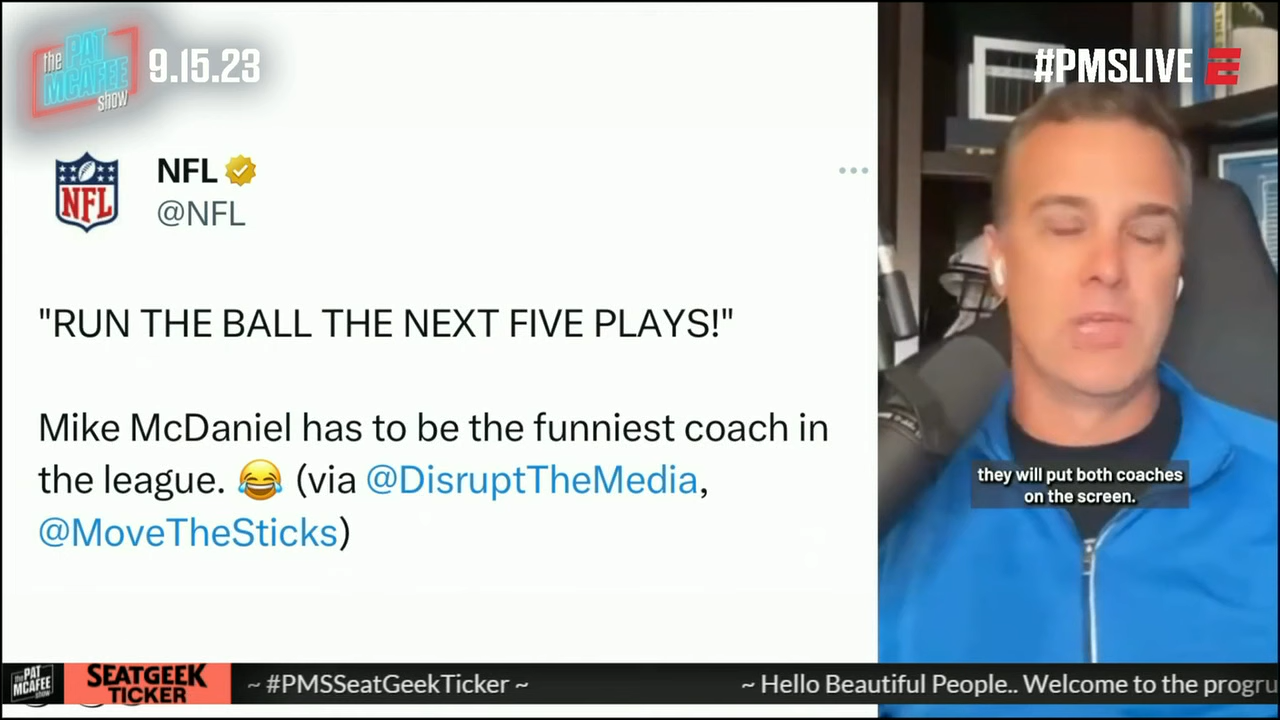 the
PAT
MCAFEE
show
9.15.23
#PMSLIVE
NFL
NFL
@NFL
"RUN THE BALL THE NEXT FIVE PLAYS!"
Mike McDaniel has to be the funniest coach in
the league. 😂 (via @DisruptTheMedia,
@MoveTheSticks)
they will put both coaches
on the screen.
the PAT
MCAFEE
show
SEATGEEK
TICKER
~ #PMSSeatGeekTicker ~
~ Hello Beautiful People.. Welcome to the progru